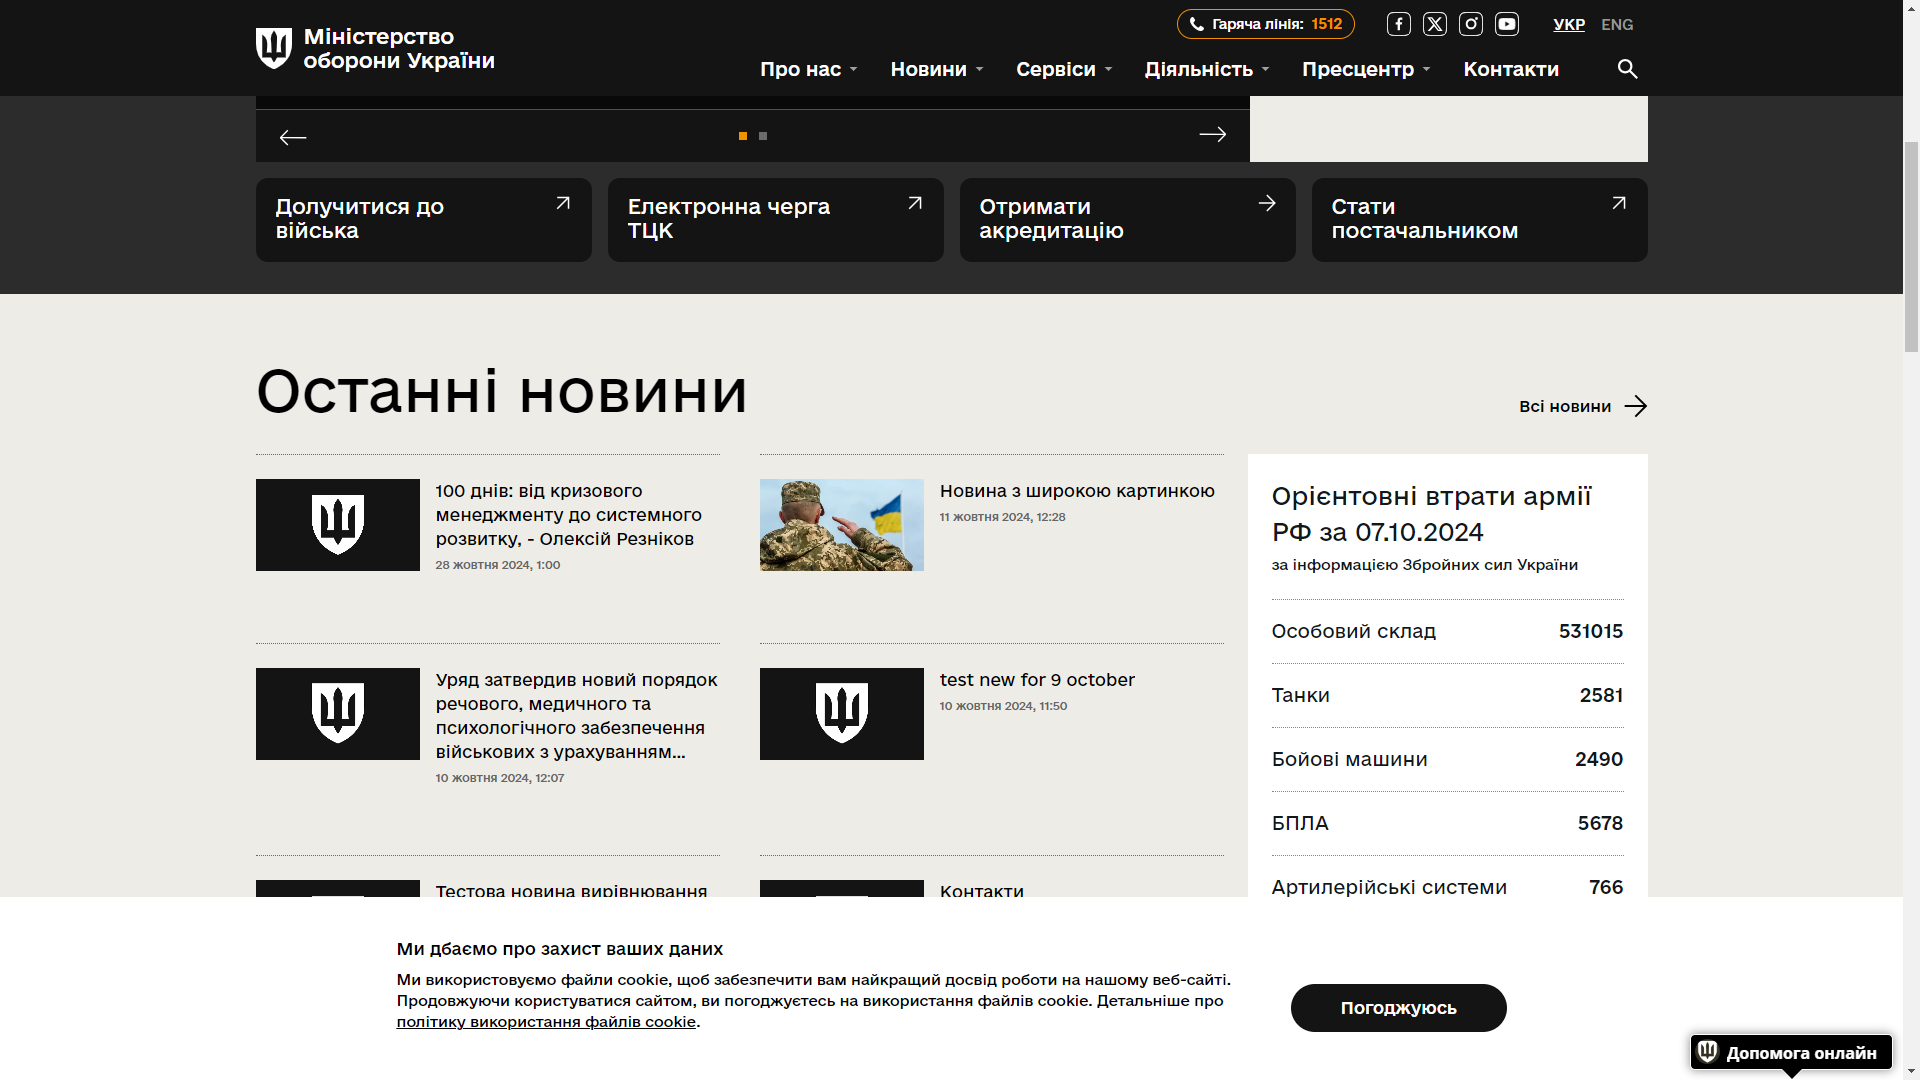 Міністерство
оборони України
Гаряча лінія: 1512
УКР
ENG
Про нас
Новини
Сервіси
Діяльність
Пресцентр
Контакти
Долучитися до
війська
Електронна черга
ТЦК
Отримати
акредитацію
Стати
постачальником
Останні новини
Всі новини
100 днів: від кризового
менеджменту до системного
розвитку, - Олексій Резніков
28 жовтня 2024, 1:00
Новина з широкою картинкою
11 жовтня 2024, 12:28
Уряд затвердив новий порядок
речового, медичного та
психологічного забезпечення
військових з урахуванням...
10 жовтня 2024, 12:07
test new for 9 october
10 жовтня 2024, 11:50
Тестова новина вирівнювання
Контакти
Орієнтовні втрати армії
РФ за 07.10.2024
за інформацією Збройних сил України
Особовий склад 531015
Танки 2581
Бойові машини 2490
БПЛА 5678
Артилерійські системи 766
Ми дбаємо про захист ваших даних
Ми використовуємо файли cookie, щоб забезпечити вам найкращий досвід роботи на нашому веб-сайті.
Продовжуючи користуватися сайтом, ви погоджуєтесь на використання файлів cookie. Детальніше про
політику використання файлів cookie.
Погоджуюсь
Допомога онлайн